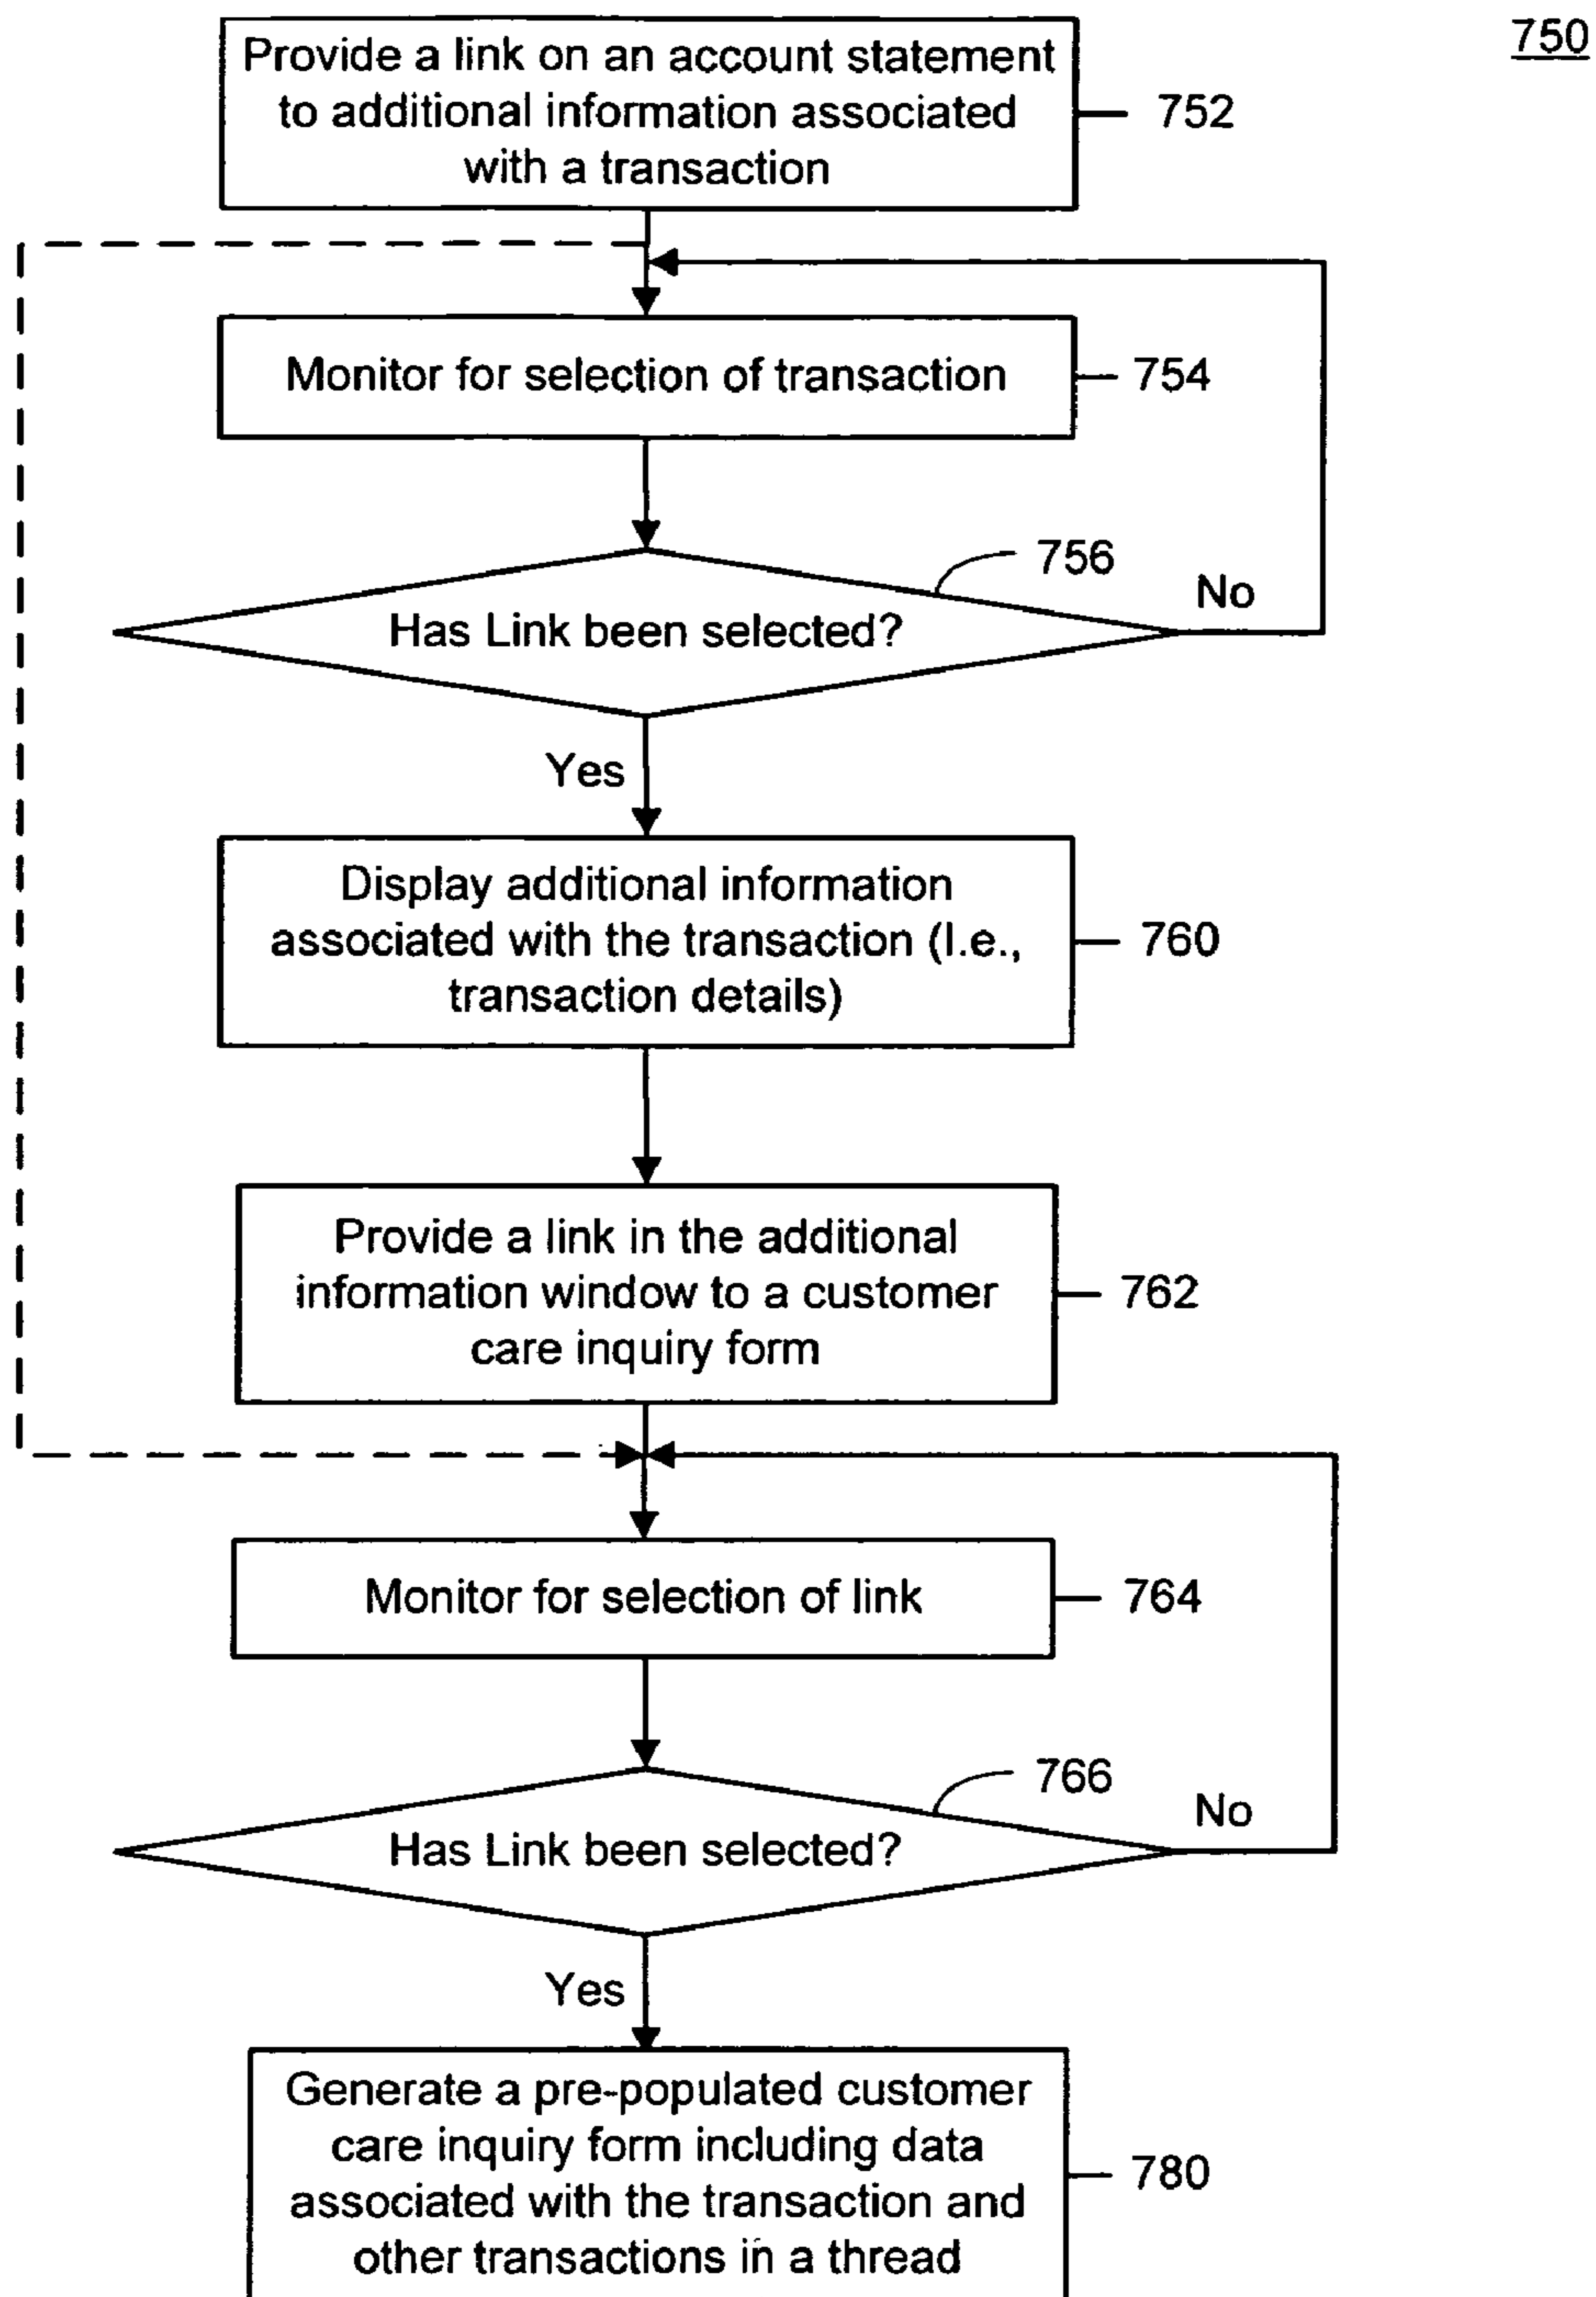 750
Provide a link on an account statement
to additional information associated
with a transaction
752
Monitor for selection of transaction
754
756
No
Has Link been selected?
Yes
Display additional information
associated with the transaction (I.e.,
transaction details)
760
Provide a link in the additional
information window to a customer
care inquiry form
762
Monitor for selection of link
764
766
No
Has Link been selected?
Yes
Generate a pre-populated customer
care inquiry form including data
associated with the transaction and
other transactions in a thread
780